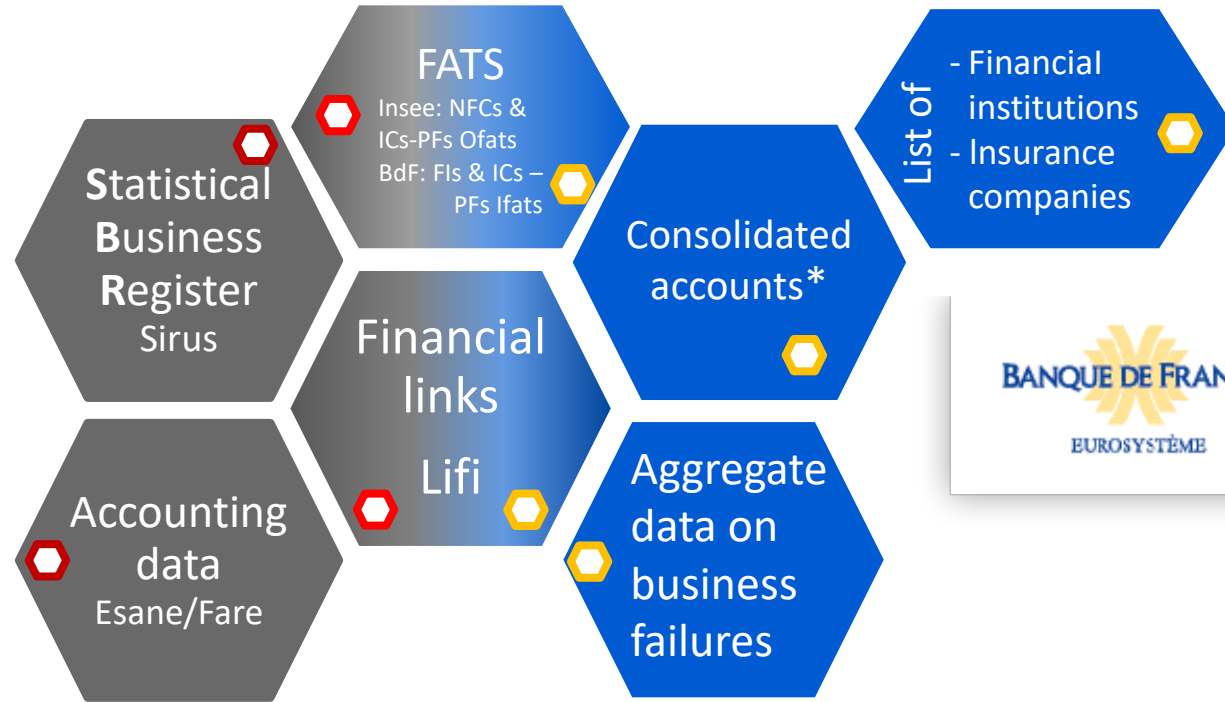 FATS
Insee: NFCs &
ICs-PFs Ofats
BdF: FIs & ICs –
PFs Ifats
List of
- Financial
institutions
- Insurance
companies
Statistical
Business
Register
Sirus
Consolidated
accounts*
Financial
links
Lifi
BANQUE DE FRAN
EUROSYSTÈME
Accounting
data
Esane/Fare
Aggregate
data on
business
failures